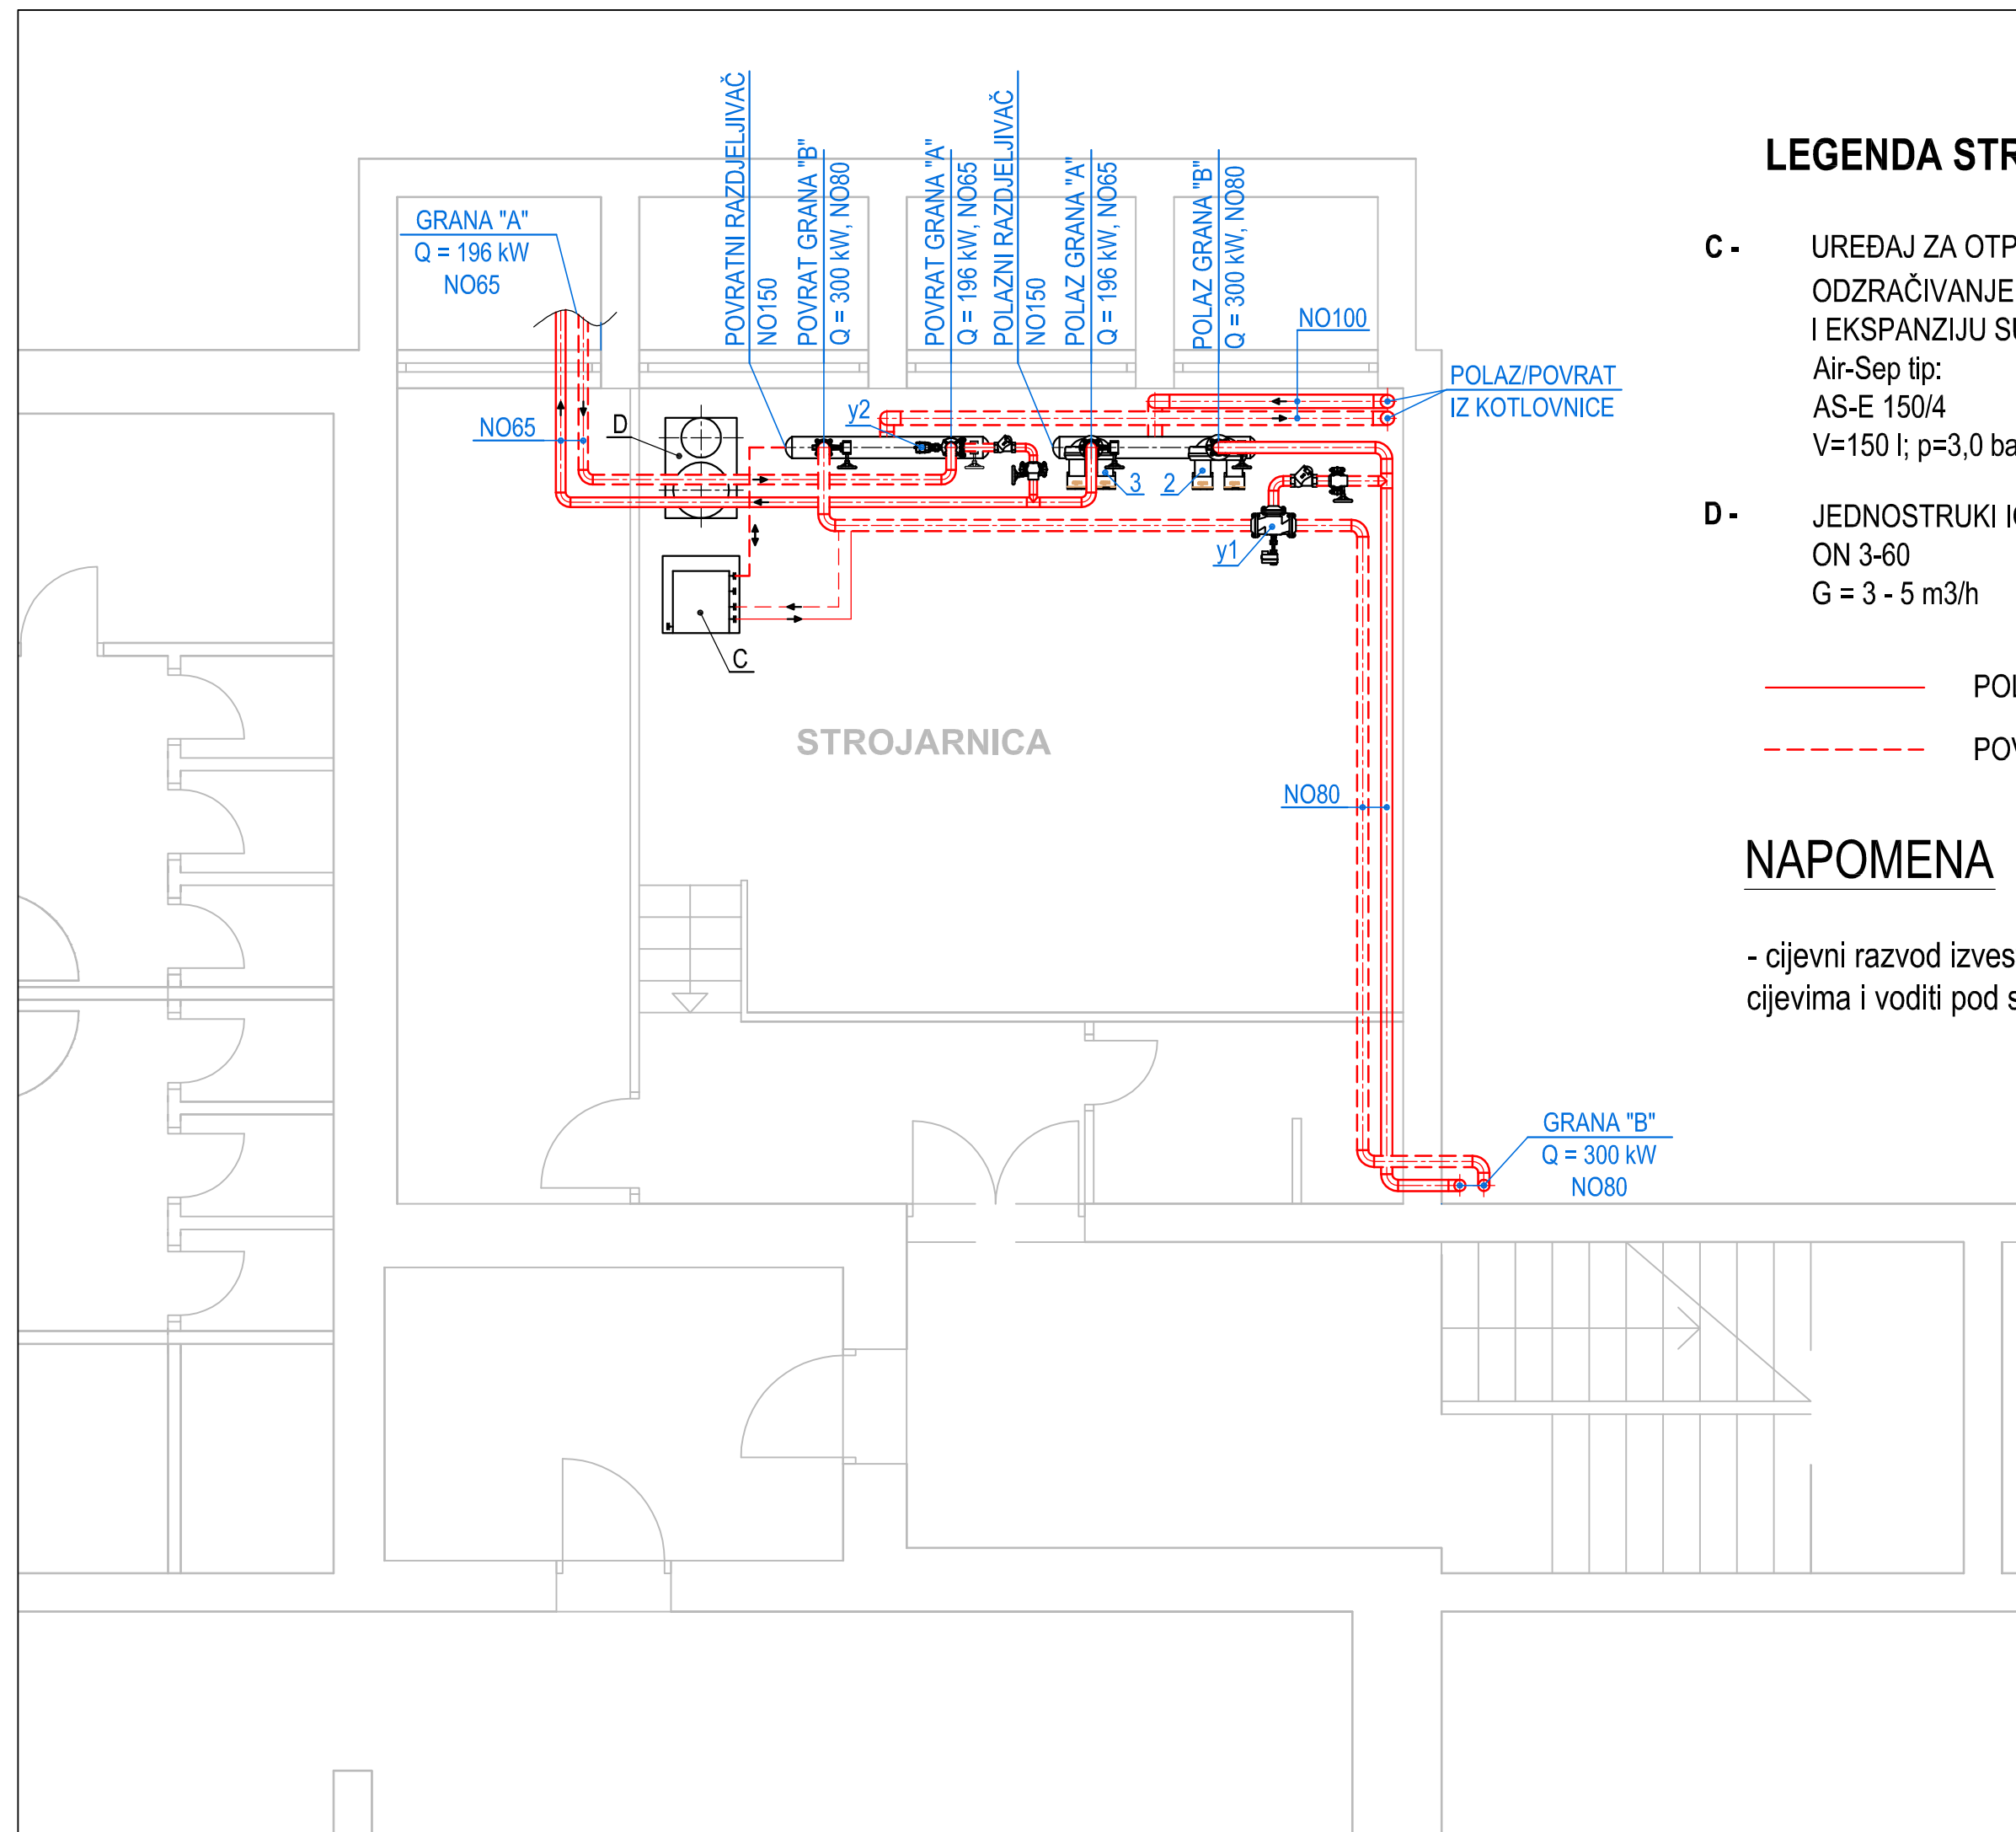 POVRATNI RAZDJELJIVAČ
NO150
POVRAT GRANA "B"
Q = 300 kW, NO80
POVRAT GRANA "A"
Q = 196 kW, NO65
POLAZNI RAZDJELJIVAČ
NO150
POLAZ GRANA "A"
Q = 196 kW, NO65
POLAZ GRANA "B"
Q = 300 kW, NO80
GRANA "A"
Q = 196 kW
NO65
NO100
POLAZ/POVRAT
IZ KOTLOVNICE
NO65
D
y2
3
2
y1
C
STROJARNICA
NO80
GRANA "B"
Q = 300 kW
NO80
LEGENDA STR
C - UREĐAJ ZA OTP
ODZRAČIVANJE
I EKSPANZIJU SU
Air-Sep tip:
AS-E 150/4
V=150 l; p=3,0 ba
D - JEDNOSTRUKI
ON 3-60
G = 3 - 5 m3/h
POL
POV
NAPOMENA
- cijevni razvod izves
cijevima i voditi pod s